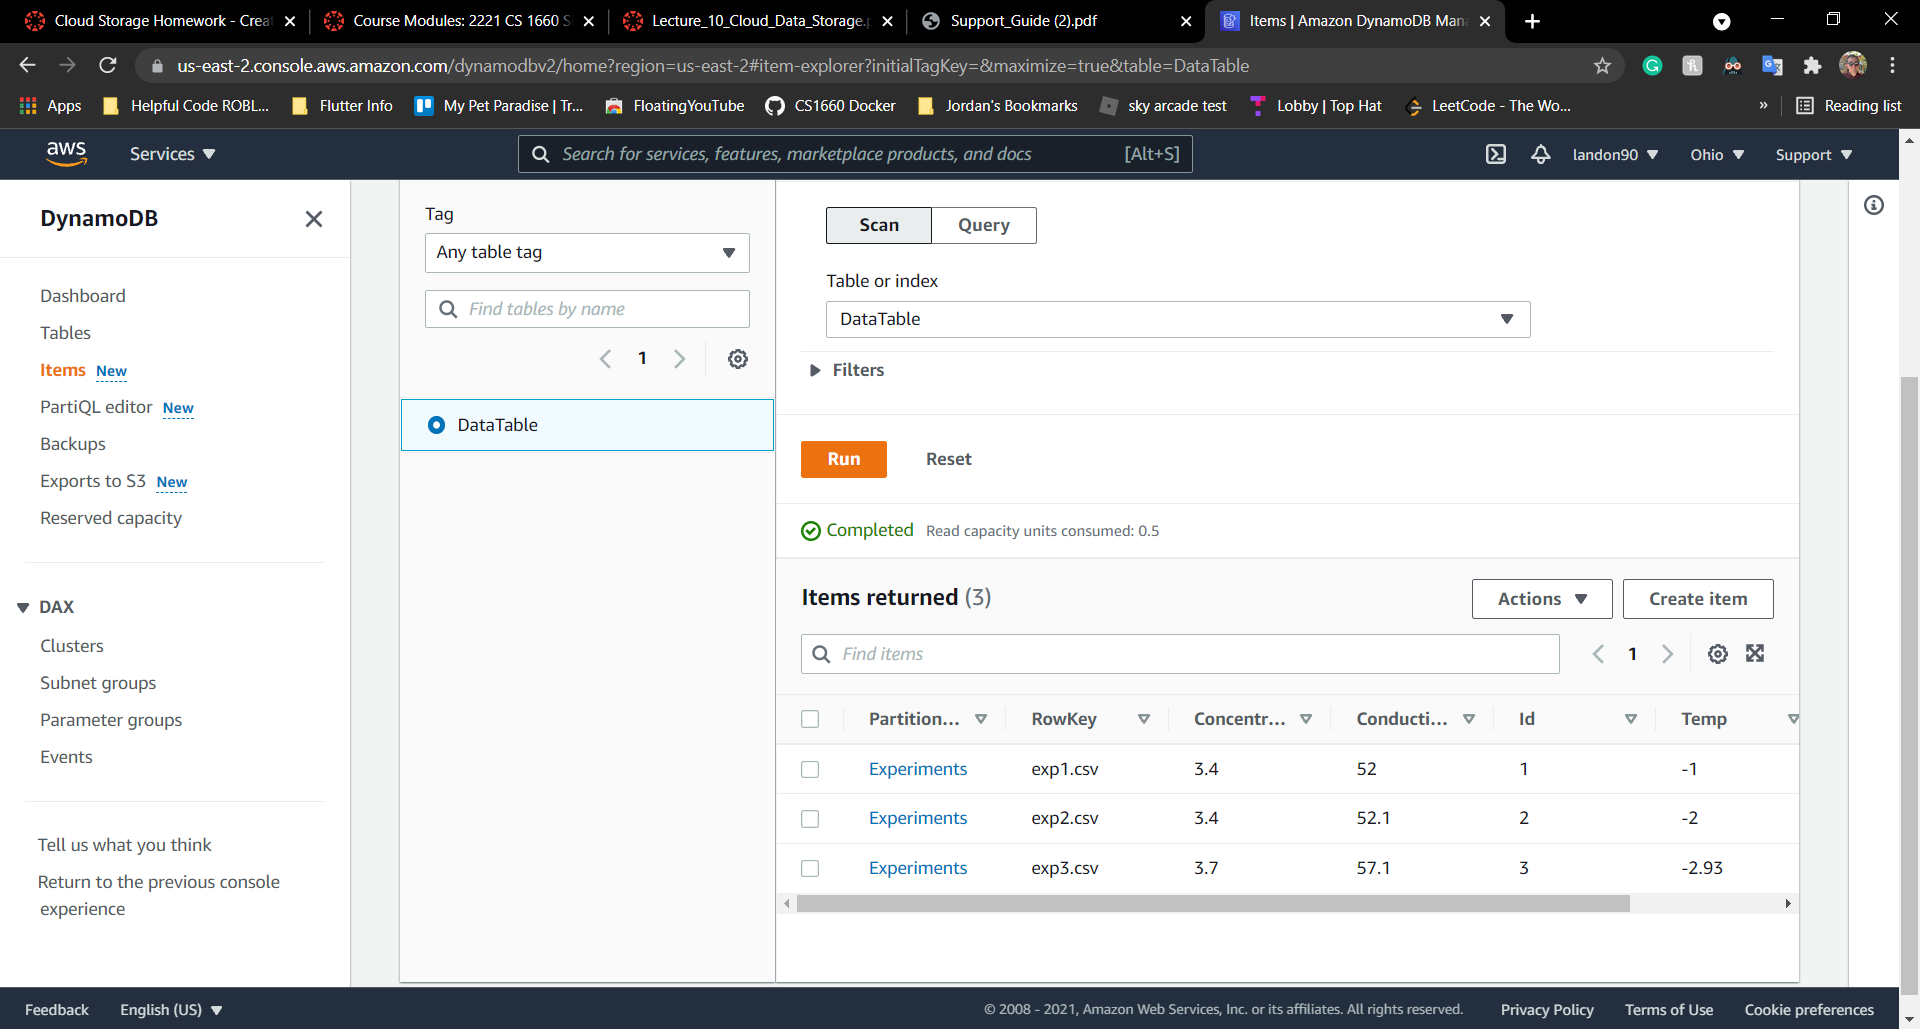 Cloud Storage Homework - Creat
Course Modules: 2221 CS 1660 S
Lecture_10_Cloud_Data_Storage.p
Support_Guide (2).pdf
Items | Amazon DynamoDB Man
us-east-2.console.aws.amazon.com/dynamodbv2/home?region=us-east-2#item-explorer?initialTagKey=&maximize=true&table=DataTable
Apps
Helpful Code ROBL...
Flutter Info
My Pet Paradise | Tr...
FloatingYouTube
CS1660 Docker
Jordan's Bookmarks
sky arcade test
Lobby | Top Hat
LeetCode - The Wo...
»
Reading list
aws
Services
Search for services, features, marketplace products, and docs
[Alt+S]
landon90
Ohio
Support
DynamoDB
Dashboard
Tables
Items New
PartiQL editor New
Backups
Exports to S3 New
Reserved capacity
DAX
Clusters
Subnet groups
Parameter groups
Events
Tell us what you think
Return to the previous console
experience
Tag
Any table tag
Find tables by name
1
DataTable
Scan
Query
Table or index
DataTable
Filters
Run
Reset
Completed Read capacity units consumed: 0.5
Items returned (3)
Actions
Create item
Find items
1
Partition... RowKey Concentr... Conducti... Id Temp
Experiments exp1.csv 3.4 52 1 -1
Experiments exp2.csv 3.4 52.1 2 -2
Experiments exp3.csv 3.7 57.1 3 -2.93
Feedback
English (US)
© 2008 - 2021, Amazon Web Services, Inc. or its affiliates. All rights reserved.
Privacy Policy
Terms of Use
Cookie preferences